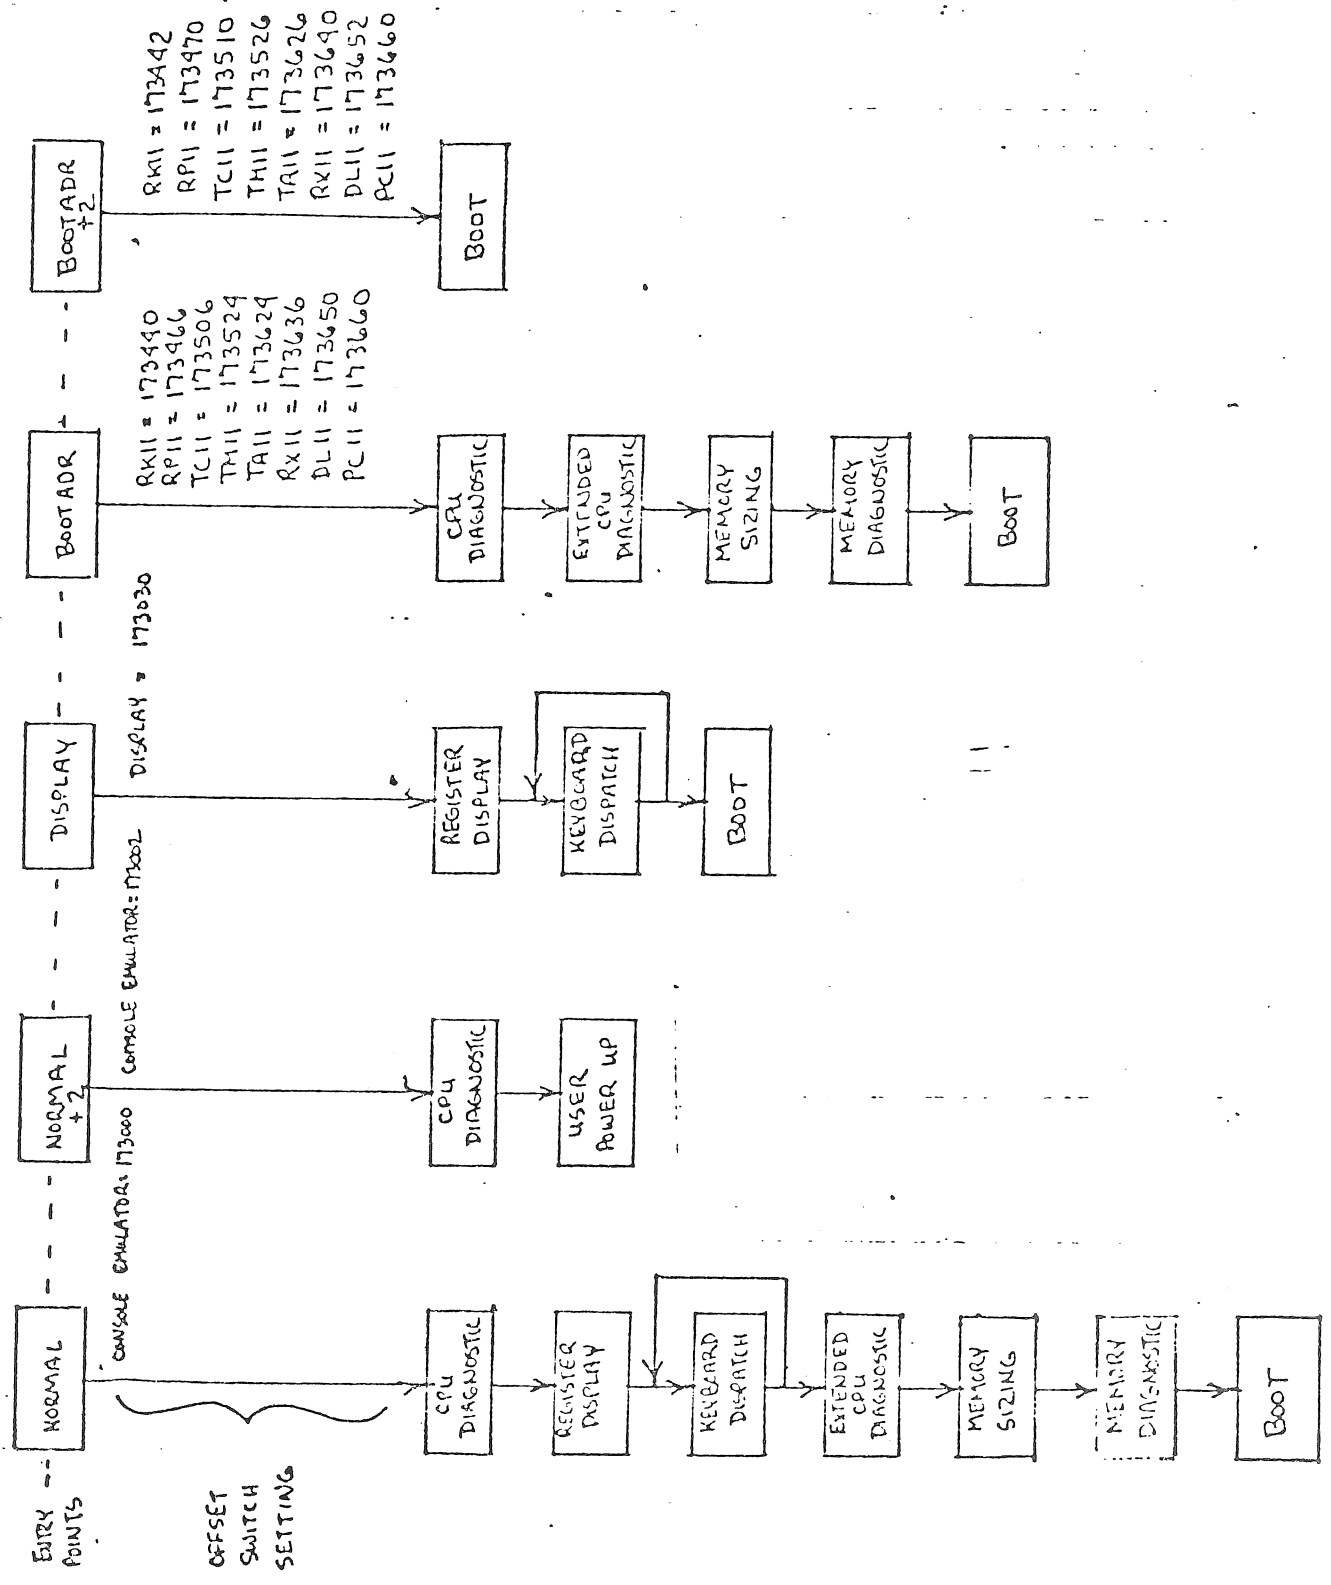 ENTRY
POINTS
NORMAL
NORMAL
+2
DISPLAY
BOOTADR
BOOTADR
+2
OFFSET
SWITCH
SETTING
CONSOLE EMULATOR=173000
CONSOLE EMULATOR=173002
DISPLAY = 173030
RK11 = 173440
RP11 = 173466
TC11 = 173506
TM11 = 173524
TA11 = 173624
RX11 = 173636
DL11 = 173650
PC11 = 173660
RK11 = 173442
RP11 = 173470
TC11 = 173510
TM11 = 173526
TA11 = 173626
RX11 = 173640
DL11 = 173652
PC11 = 173660
CPU
DIAGNOSTIC
REGISTER
DISPLAY
KEYBOARD
DISPATCH
EXTENDED
CPU
DIAGNOSTIC
MEMORY
SIZING
MEMORY
DIAGNOSTIC
BOOT
CPU
DIAGNOSTIC
USER
POWER UP
REGISTER
DISPLAY
KEYBOARD
DISPATCH
BOOT
CPU
DIAGNOSTIC
EXTENDED
CPU
DIAGNOSTIC
MEMORY
SIZING
MEMORY
DIAGNOSTIC
BOOT
BOOT